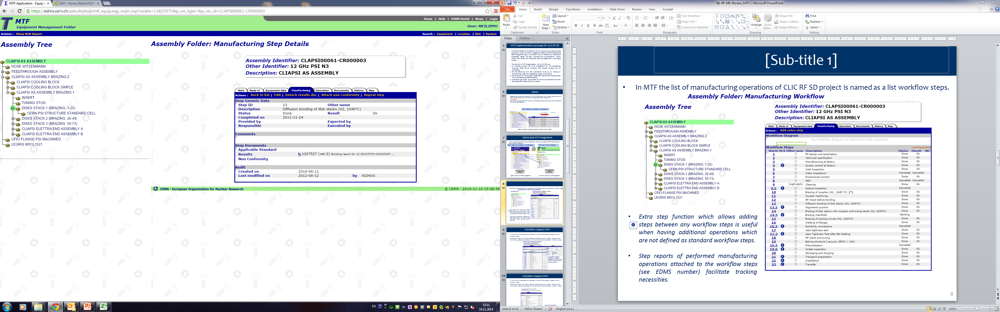 MTF Application - Equipm
EDH - Home (Maria FILIP
https://edms.cern.ch/asbuilt/plsql/mtf_equip.eqp_main_top?cookie=13825975&p_rec_type=&p_rec_id=CLAPSI00061-CR000003
MTF
Equipment Management Folder
Home | Help | EDMS Portal | News | Login
User: MFILIPPO
Actions : Show NCR Report
Search : Equipment | Location | Slot | System
Assembly Tree
CLIAPSI AS ASSEMBLY
HOSE WITZENMANN
FEEDTHROUGH ASSEMBLY
CLIAPSI AS ASSEMBLY BRAZING 2
CLIAPSI COOLING BLOCK
CLIAPSI COOLING BLOCK SIMPLE
CLIAPSI AS ASSEMBLY BRAZING 1
INSERT
TUNING STUD
DISKS STACK 1 (BRAZING, 1-25)
CERN-PSI STRUCTURE STANDARD CELL
DISKS STACK 2 (BRAZING, 26-49)
DISKS STACK 3 (BRAZING, 50-73)
CLIAPSI ELETTRA END ASSEMBLY A
CLIAPSI ELETTRA END ASSEMBLY B
CF63 FLANGE PSI MACHINED
LEGRIS 8051L1521
Assembly Folder: Manufacturing Step Details
Assembly Identifier: CLAPSI00061-CR000003
Other Identifier: 12 GHz PSI N3
Description: CLIAPSI AS ASSEMBLY
Main Made of Equipment data Manufacturing Operation Documents History Map
Actions : Back to list | Edit | Detach results doc | Attach non-conformity | Repeat step
Step Generic Data
Step ID 13 Other name
Description Diffusion bonding of disk stacks (H2, 1040ºC)
Status Done Result Ok
Completed on 2011-11-24
Provided by Expected by
Responsible Executed by
Comments
Step Documents
Applicable Standard
Results 1207527 (ver.2) Bonding report for 12 SNV37073-VD03CSWF ...
Non Conformity
Audit
Created on 2010-06-11
Last modified on 2012-06-12 by WZHOU
CERN - European Organization for Nuclear Research
© CERN - 2014-11-10 15:08:56
EN
15:11
10.11.2014
BE-RF-MK-Review_MTF - Microsoft PowerPoint
File Home Insert Design Transitions Animations Slide Show Review View Acrobat
Paste
Cut
Copy
Format Painter
Clipboard
New Slide
Layout
Reset
Section
Slides
14
Font
Text Direction
Align Text
Convert to SmartArt
Paragraph
Arrange
Quick Styles
Shape Fill
Shape Outline
Shape Effects
Drawing
Find
Replace
Select
Editing
Slides Outline
5
MTF implementation purpose for CLIC RF SD
6
EDMS
7
EDMS and MTF integration
8
9
Workflow steps in MTF
10
Workflow steps in MTF
[Sub-title 1]
• In MTF the list of manufacturing operations of CLIC RF SD project is named as a list workflow steps.
Assembly Folder: Manufacturing Workflow
Assembly Tree
CLIAPSI AS ASSEMBLY
HOSE WITZENMANN
FEEDTHROUGH ASSEMBLY
CLIAPSI AS ASSEMBLY BRAZING 2
CLIAPSI COOLING BLOCK
CLIAPSI COOLING BLOCK SIMPLE
CLIAPSI AS ASSEMBLY BRAZING 1
INSERT
TUNING STUD
DISKS STACK 1 (BRAZING, 1-25)
CERN-PSI STRUCTURE STANDARD CELL
DISKS STACK 2 (BRAZING, 26-49)
DISKS STACK 3 (BRAZING, 50-73)
CLIAPSI ELETTRA END ASSEMBLY A
CLIAPSI ELETTRA END ASSEMBLY B
CF63 FLANGE PSI MACHINED
LEGRIS 8051L1521
Assembly Identifier: CLAPSI00061-CR000003
Other Identifier: 12 GHz PSI N3
Description: CLIAPSI AS ASSEMBLY
Main Made of Equipment data Manufacturing Operation Documents History Map
Actions : Add extra step
Workflow Diagram
No workflow diagram is defined for this assembly
Workflow Steps Last Repeated
Step |R/E |Other name |Description |Status |Result |NC
1 () RF design and parameters Done Ok
2 () Technical specification Done Ok
3 () Manufacturing at factory Done Ok
4 E () Quality control at factory Done Ok
5 () Inlet Inspection Done Ok
6 () Video inspections Cancelled Cancelled
7 () Dimensional control Done Ok
8 () SEM Cancelled Cancelled
9 (Light etch) Cleaning Done Ok
9.5 E () Optical inspection Cancelled
10 () Brazing of couplers (H2 , 1045 ºC) (*) Done Ok
11 () Coupler machining Done Ok
12 () RF check before bonding Done Ok
13 () Diffusion bonding of disk stacks (H2, 1040ºC) Done Ok
13.5 E () Alignment countrol Done Ok
14 () Brazing of disk stacks with couplers and tuning studs (H2, 1035ºC) Done Ok
14.5 E () Brazing manifolds Pending
15 () Brazing of cooling circuits (H2, 1020ºC) Done Ok
16 () Welding of flanges Done Ok
16.5 E () Extremity connections Cancelled
17 () Leak tightness test Done Ok
17.3 E () Leak Tightness Test after EB Welding Done Ok
18 () RF check and tuning Done Ok
19 () Baking structure (vacuum, 650ºC > 10h) Done Ok
19.5 E () Fiducialisation Cancelled
19.6 E () Outlet inspection Done Ok
20 () Packaging and shipping Done Ok
21 E () Transport preparation Done Ok
22 E () Installation Done Ok
23 E () Traveller Done Ok
• Extra step function which allows adding
E steps between any workflow steps is useful
when having additional operations which
are not defined as standard workflow steps.
• Step reports of performed manufacturing
operations attached to the workflow steps
(see EDMS number) facilitate tracking
necessities.
8
Slide 8 of 16 "Office Theme" English (U.K.) 135%